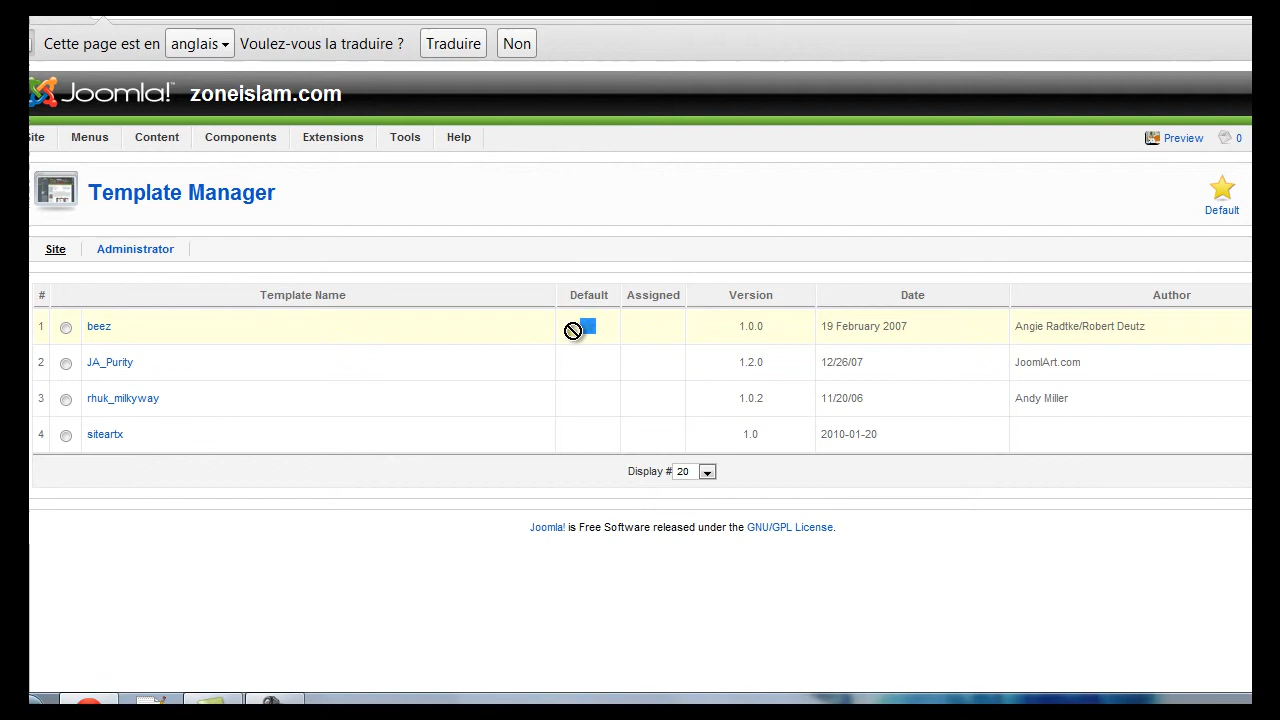 Cette page est en anglais Voulez-vous la traduire ? Traduire Non
Joomla! zoneislam.com
Site Menus Content Components Extensions Tools Help Preview 0
Template Manager
Default
Site Administrator
# Template Name Default Assigned Version Date Author
1 beez 1.0.0 19 February 2007 Angie Radtke/Robert Deutz
2 JA_Purity 1.2.0 12/26/07 JoomlArt.com
3 rhuk_milkyway 1.0.2 11/20/06 Andy Miller
4 siteartx 1.0 2010-01-20
Display # 20
Joomla! is Free Software released under the GNU/GPL License.